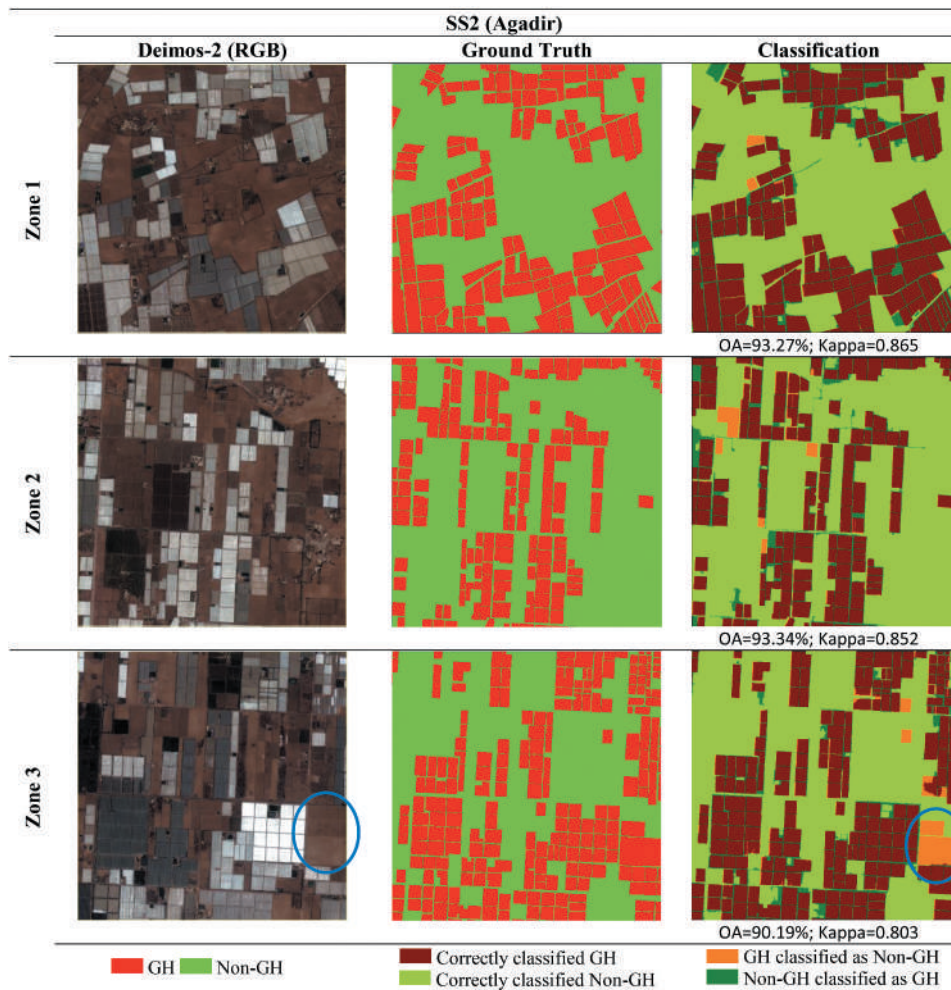 SS2 (Agadir)
Deimos-2 (RGB) Ground Truth Classification
Zone 1
OA=93.27%; Kappa=0.865
Zone 2
OA=93.34%; Kappa=0.852
Zone 3
OA=90.19%; Kappa=0.803
GH Non-GH Correctly classified GH GH classified as Non-GH
Correctly classified Non-GH Non-GH classified as GH